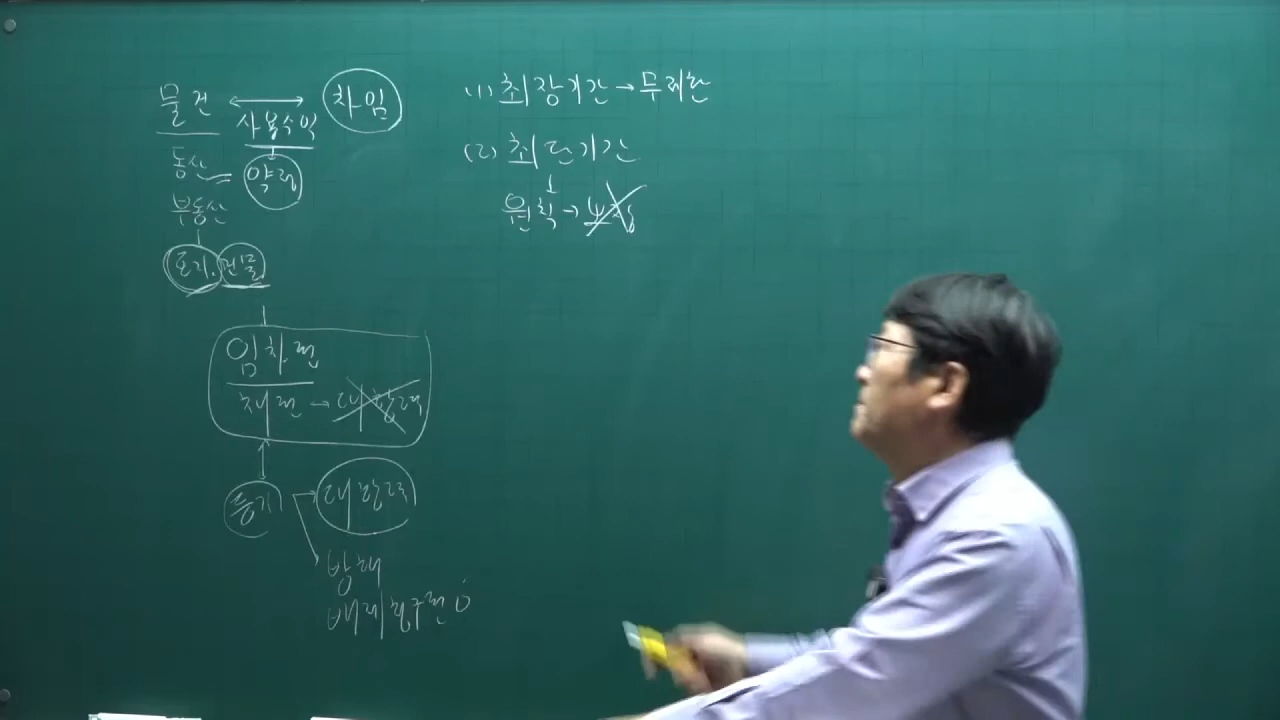 물건 ↔ 차임
사용수익
동산 = 약정
부동산
토지. 건물
임차권
채권 → 대항력
등기 → 대항력
방해
배제청구권 ○
(1) 최장기간 → 무제한
(2) 최단기간
↓
원칙 →